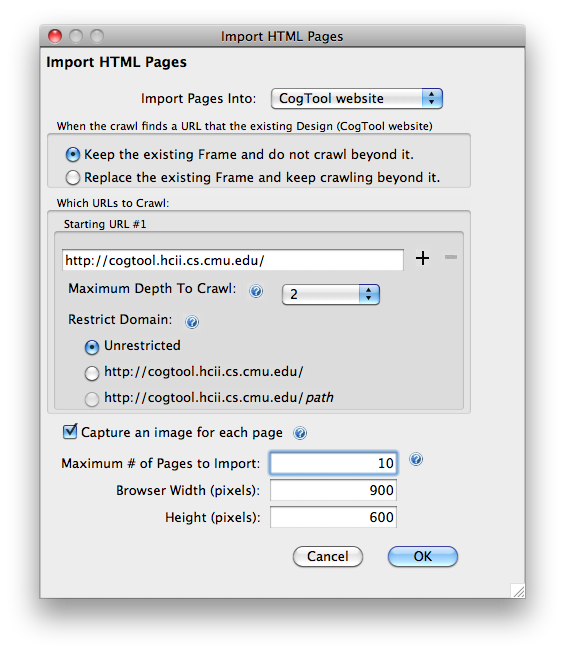 Import HTML Pages
Import HTML Pages
Import Pages Into: CogTool website
When the crawl finds a URL that the existing Design (CogTool website)
Keep the existing Frame and do not crawl beyond it.
Replace the existing Frame and keep crawling beyond it.
Which URLs to Crawl:
Starting URL #1
http://cogtool.hcii.cs.cmu.edu/ + −
Maximum Depth To Crawl: ? 2
Restrict Domain: ?
Unrestricted
http://cogtool.hcii.cs.cmu.edu/
http://cogtool.hcii.cs.cmu.edu/path
Capture an image for each page ?
Maximum # of Pages to Import: 10 ?
Browser Width (pixels): 900
Height (pixels): 600
Cancel OK